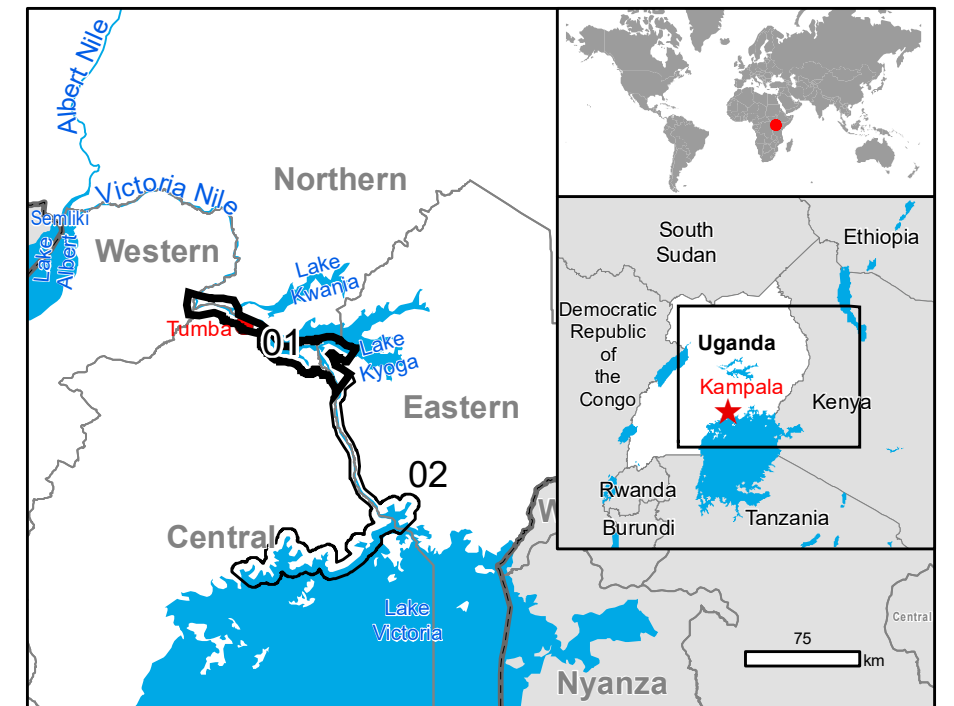 Albert Nile
Victoria Nile
Northern
Semliki
Lake
Albert
Western
Lake
Kwania
Tumba
01
Lake
Kyoga
Eastern
02
Central
Lake
Victoria
W
Nyanza
Central
75
km
South
Sudan
Ethiopia
Democratic
Republic
of
the
Congo
Uganda
Kampala
Kenya
Rwanda
Burundi
Tanzania